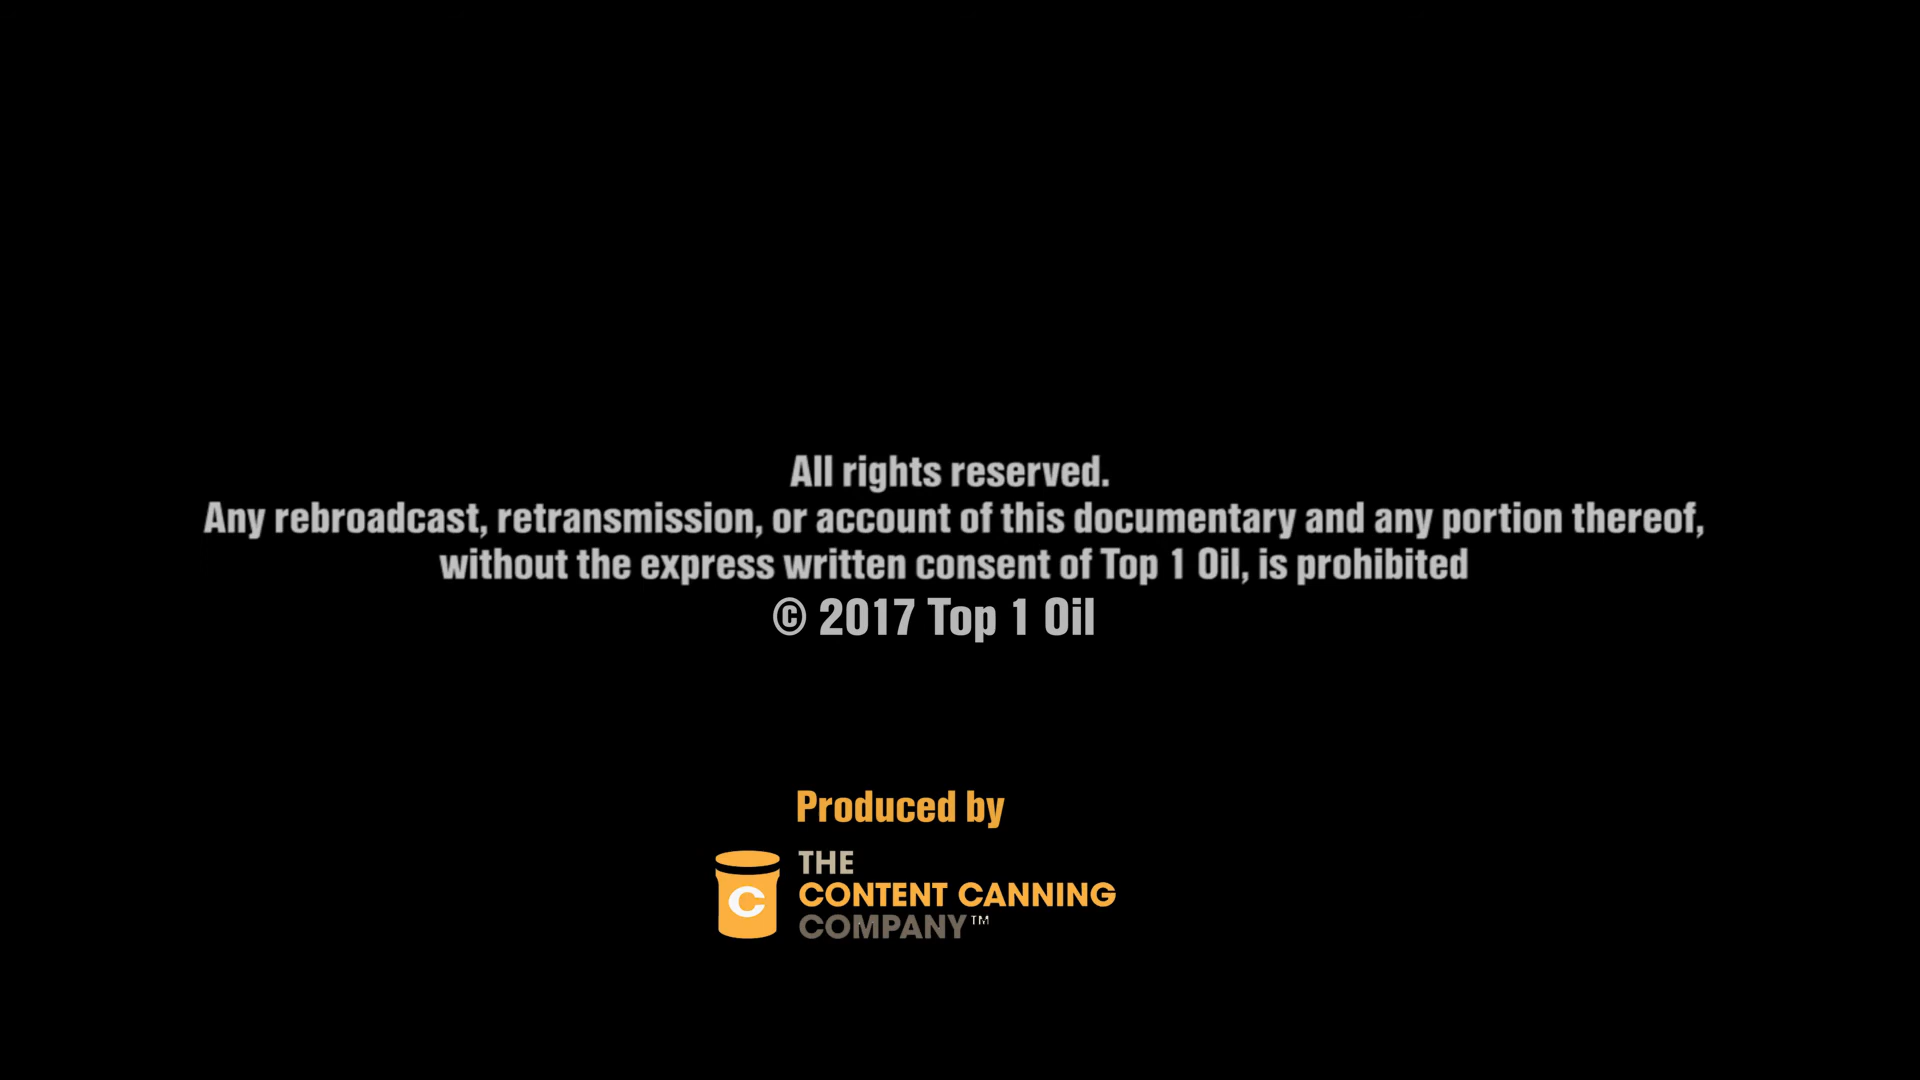 All rights reserved.
Any rebroadcast, retransmission, or account of this documentary and any portion thereof,
without the express written consent of Top 1 Oil, is prohibited
© 2017 Top 1 Oil
Produced by
C
THE
CONTENT CANNING
COMPANY™